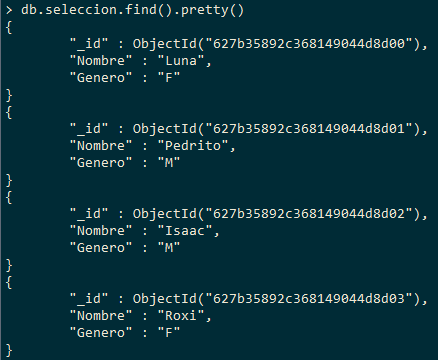 > db.seleccion.find().pretty()
{
        "_id" : ObjectId("627b35892c368149044d8d00"),
        "Nombre" : "Luna",
        "Genero" : "F"
}
{
        "_id" : ObjectId("627b35892c368149044d8d01"),
        "Nombre" : "Pedrito",
        "Genero" : "M"
}
{
        "_id" : ObjectId("627b35892c368149044d8d02"),
        "Nombre" : "Isaac",
        "Genero" : "M"
}
{
        "_id" : ObjectId("627b35892c368149044d8d03"),
        "Nombre" : "Roxi",
        "Genero" : "F"
}